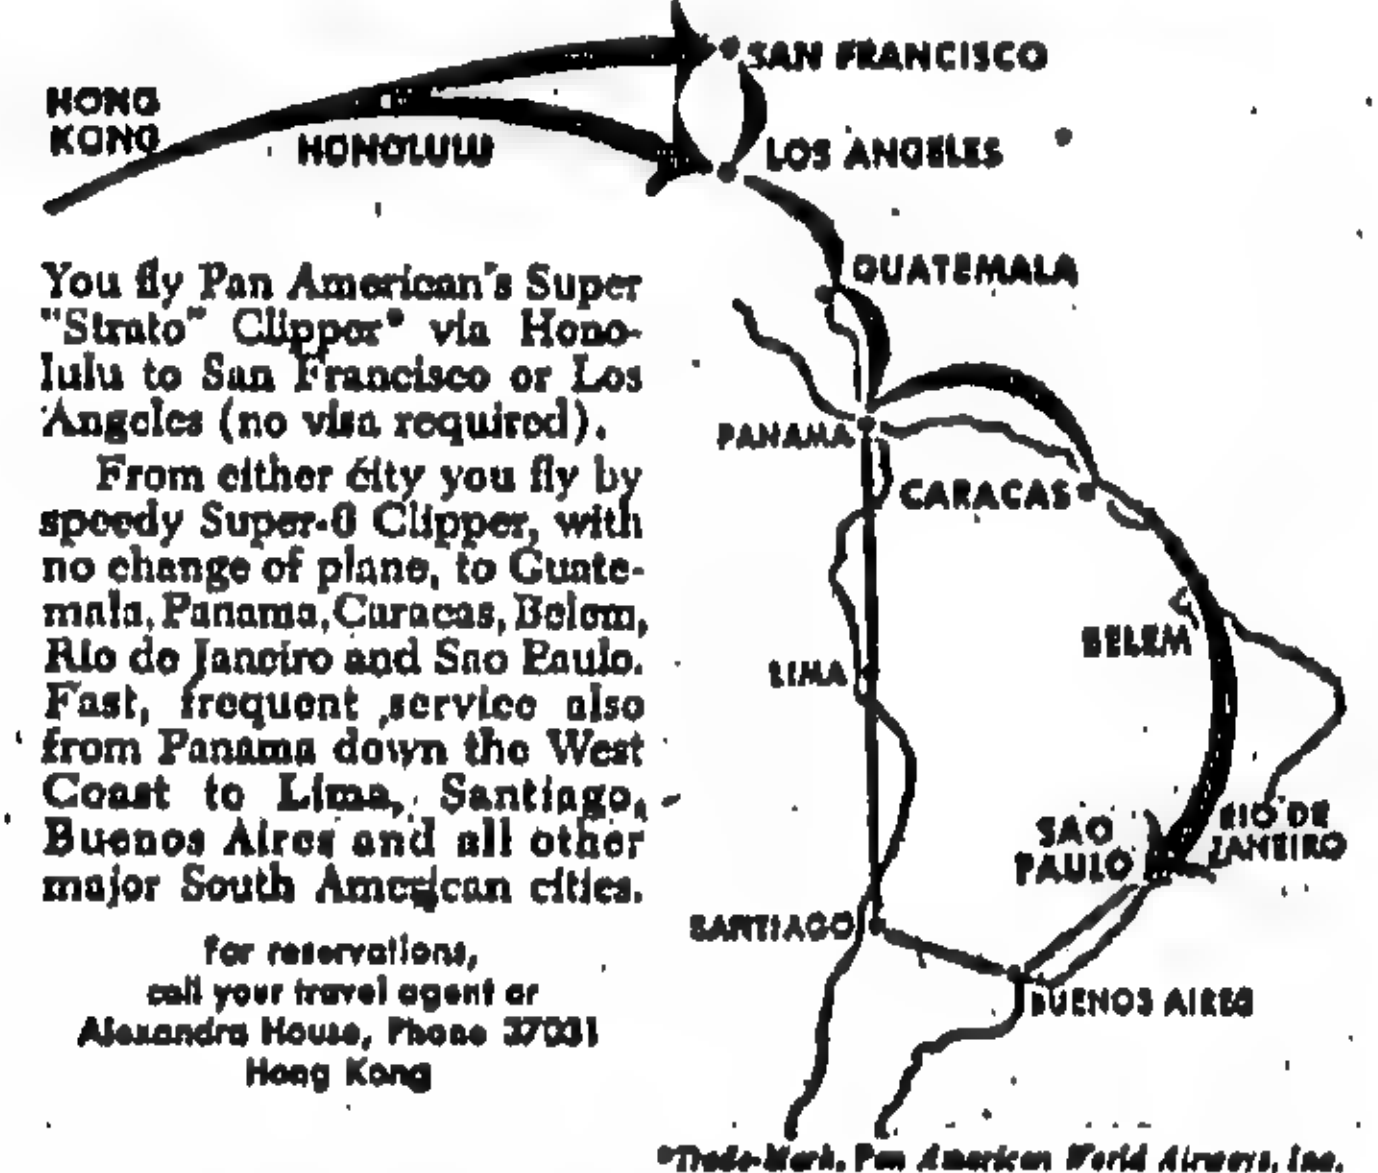 SAN FRANCISCO
HONG
KONG
HONOLULU
LOS ANGELES
GUATEMALA
PANAMA
CARACAS
BELEM
LIMA
SAO
PAULO
RIO DE
JANEIRO
SANTIAGO
BUENOS AIRES
You fly Pan American's Super
"Strato" Clipper* via Hono-
lulu to San Francisco or Los
Angeles (no visa required).
From either city you fly by
speedy Super-6 Clipper, with
no change of plane, to Guate-
mala, Panama, Caracas, Belem,
Rio de Janeiro and Sao Paulo.
Fast, frequent service also
from Panama down the West
Coast to Lima, Santiago,
Buenos Aires and all other
major South American cities.
For reservations,
call your travel agent or
Alexandra House, Phone 37031
Hong Kong
*Trade-Mark, Pan American World Airways, Inc.